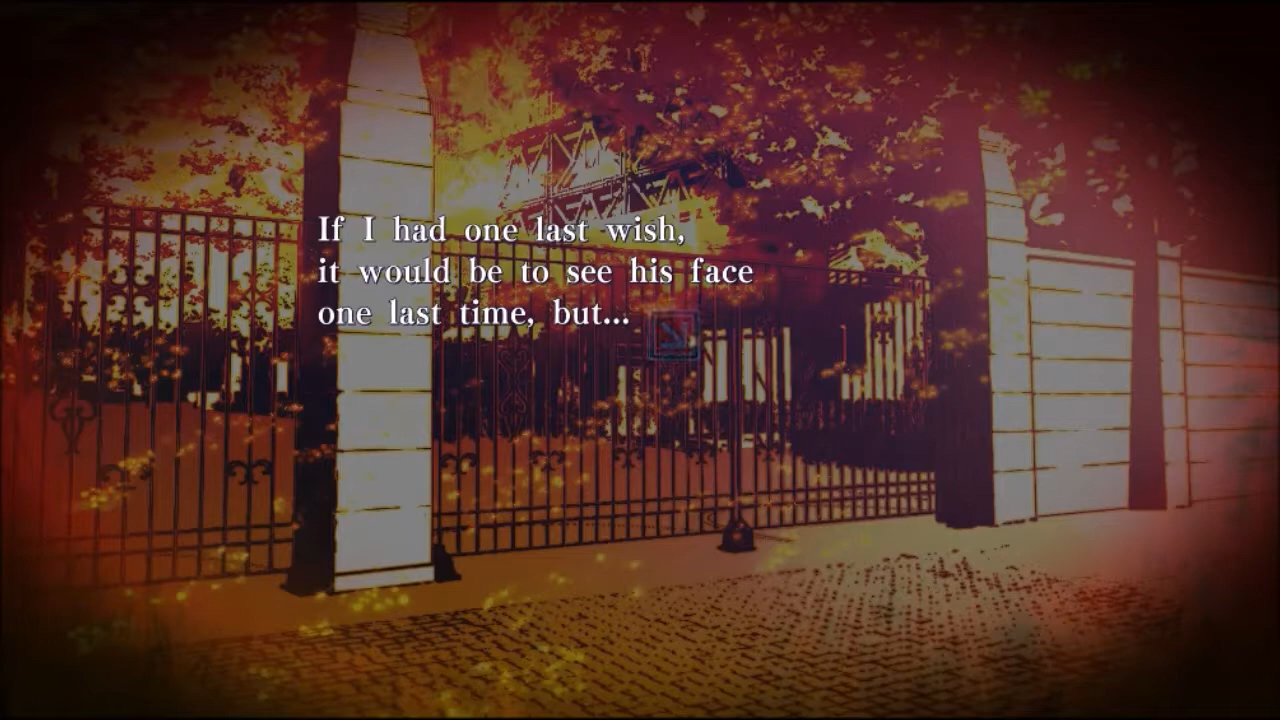 If I had one last wish,
it would be to see his face
one last time, but...